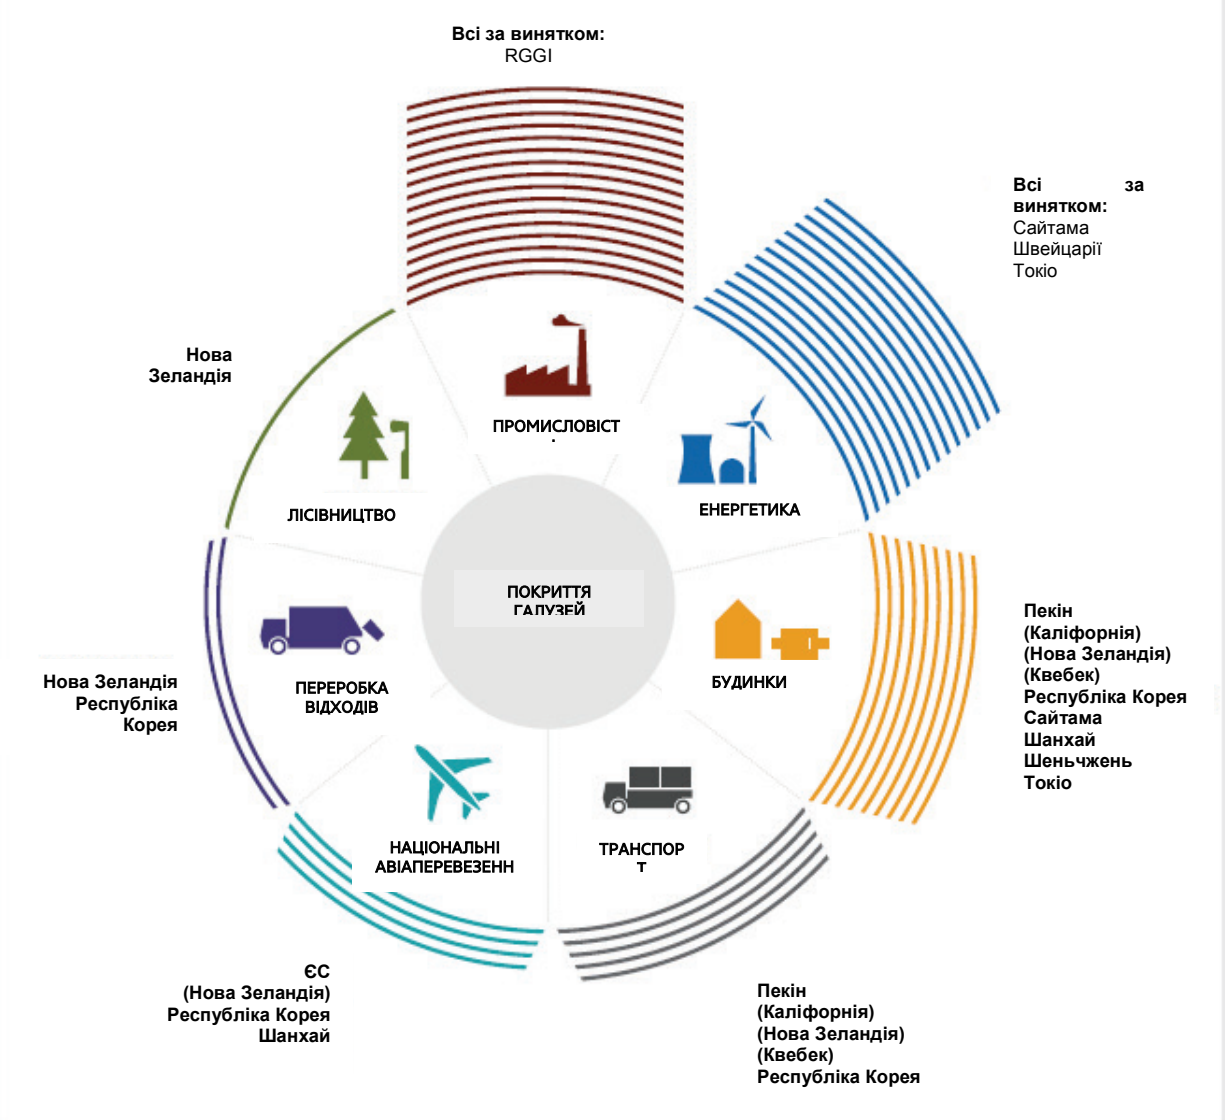 Всі за винятком:
RGGI
Всі за
винятком:
Сайтама
Швейцарії
Токіо
Нова
Зеландія
ПРОМИСЛОВІСТ
ЕНЕРГЕТИКА
ЛІСІВНИЦТВО
ПОКРИТТЯ
ГАЛУЗЕЙ
БУДИНКИ
Пекін
(Каліфорнія)
(Нова Зеландія)
(Квебек)
Республіка Корея
Сайтама
Шанхай
Шеньчжень
Токіо
Нова Зеландія
Республіка
Корея
ПЕРЕРОБКА
ВІДХОДІВ
НАЦІОНАЛЬНІ
АВІАПЕРЕВЕЗЕНН
ТРАНСПОР
Т
ЄС
(Нова Зеландія)
Республіка Корея
Шанхай
Пекін
(Каліфорнія)
(Нова Зеландія)
(Квебек)
Республіка Корея